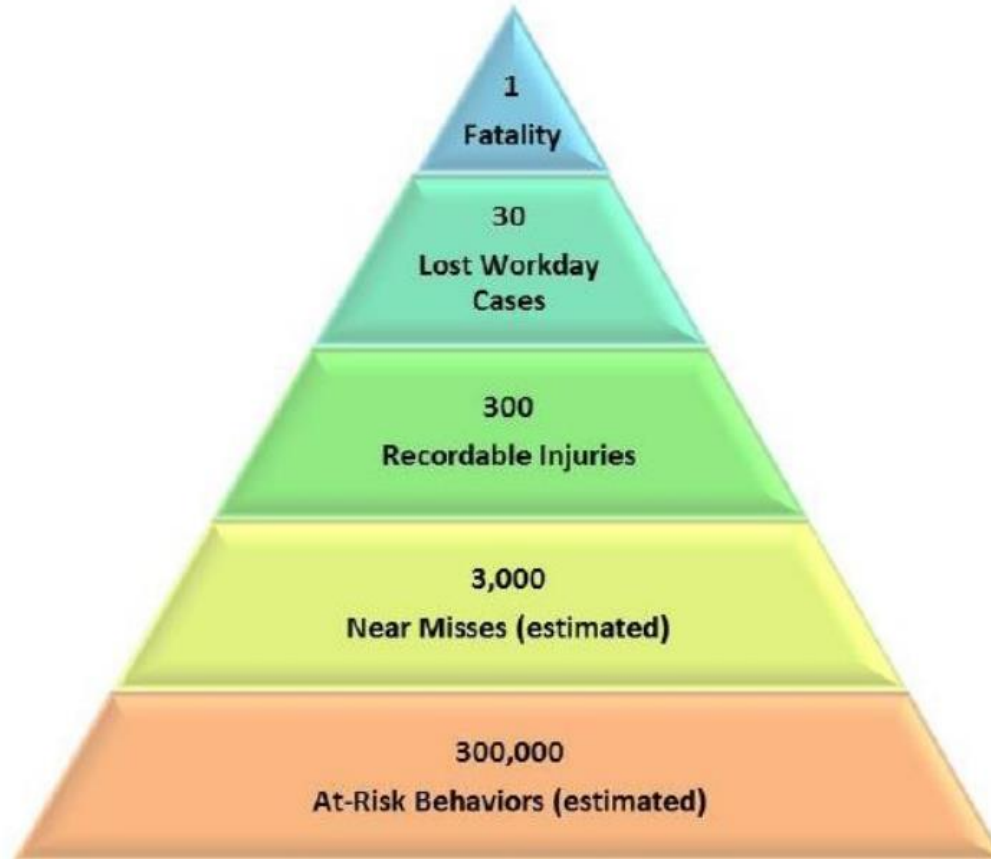 1
Fatality
30
Lost Workday
Cases
300
Recordable Injuries
3,000
Near Misses (estimated)
300,000
At-Risk Behaviors (estimated)